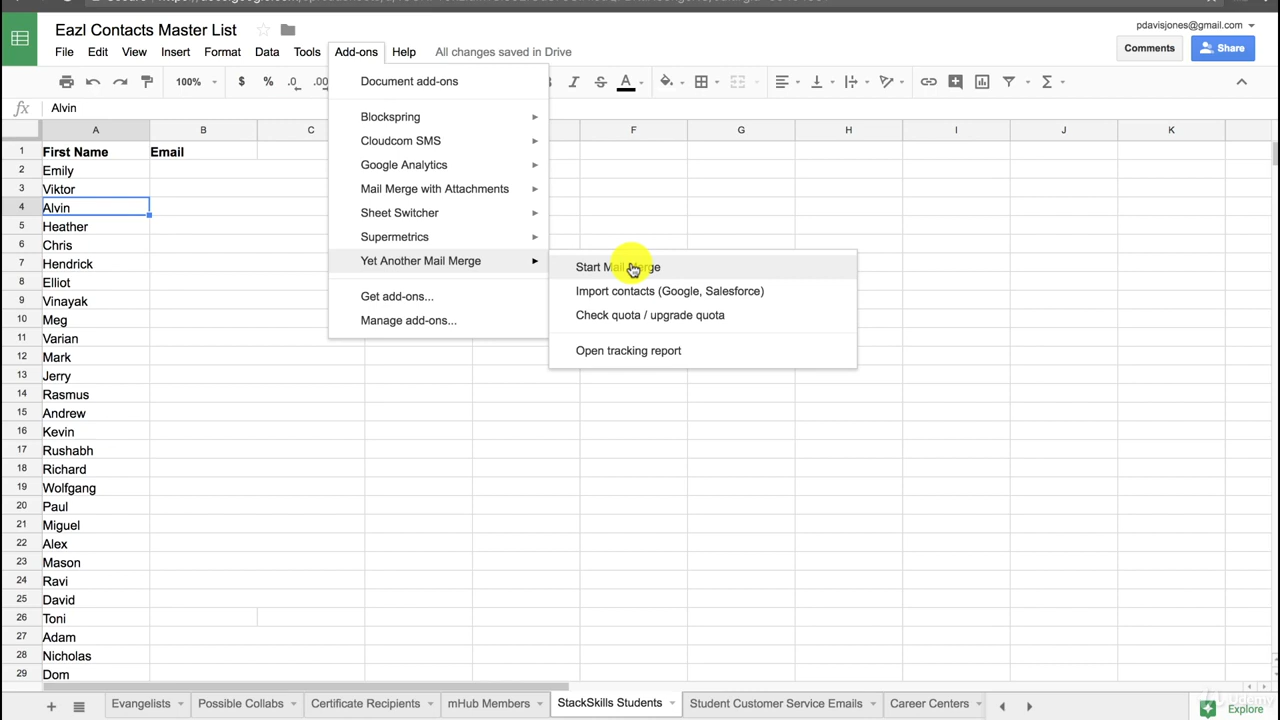 Eazl Contacts Master List
pdavisjones@gmail.com
File Edit View Insert Format Data Tools Add-ons Help All changes saved in Drive
Comments Share
100% $ % .0 .00 A Σ
fx Alvin
A B C F G H I J K
1 First Name Email
2 Emily
3 Viktor
4 Alvin
5 Heather
6 Chris
7 Hendrick
8 Elliot
9 Vinayak
10 Meg
11 Varian
12 Mark
13 Jerry
14 Rasmus
15 Andrew
16 Kevin
17 Rushabh
18 Richard
19 Wolfgang
20 Paul
21 Miguel
22 Alex
23 Mason
24 Ravi
25 David
26 Toni
27 Adam
28 Nicholas
29 Dom
Document add-ons
Blockspring
Cloudcom SMS
Google Analytics
Mail Merge with Attachments
Sheet Switcher
Supermetrics
Yet Another Mail Merge
Get add-ons...
Manage add-ons...
Start Mail Merge
Import contacts (Google, Salesforce)
Check quota / upgrade quota
Open tracking report
Evangelists Possible Collabs Certificate Recipients mHub Members StackSkills Students Student Customer Service Emails Career Centers
Explore
Udemy